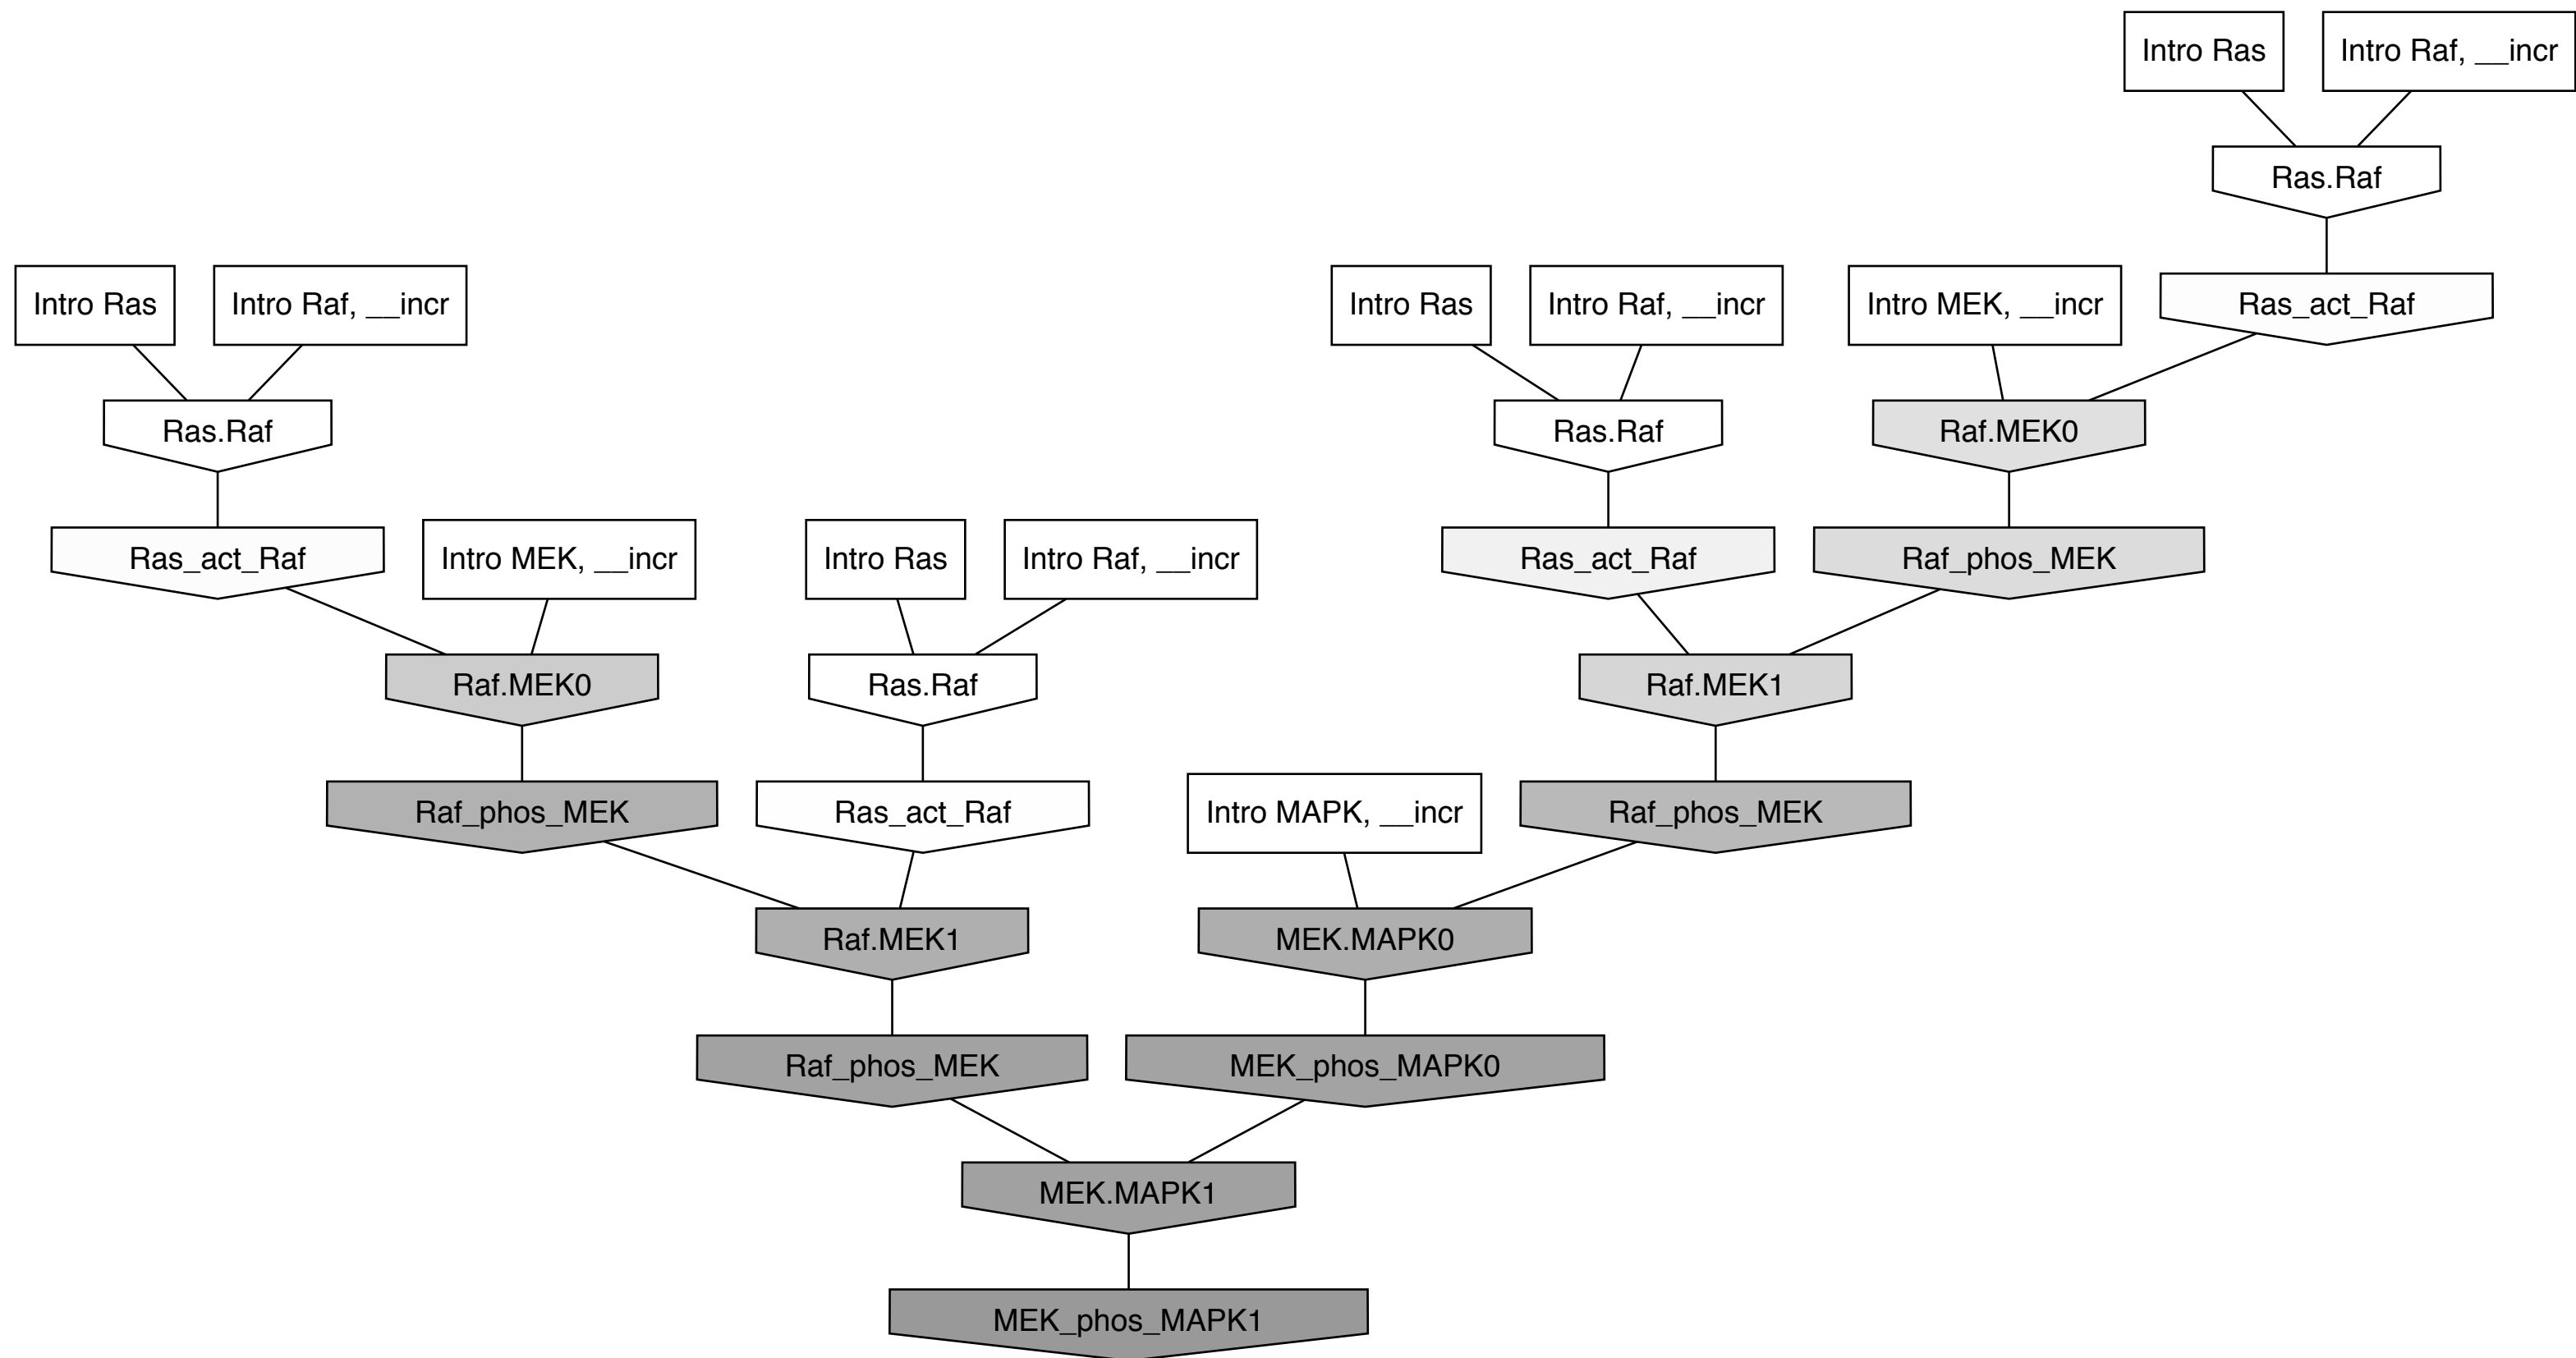 Intro Ras
Intro Raf, __incr
Ras.Raf
Intro Ras
Intro Raf, __incr
Intro Ras
Intro Raf, __incr
Intro MEK, __incr
Ras_act_Raf
Ras.Raf
Ras.Raf
Raf.MEK0
Ras_act_Raf
Intro MEK, __incr
Intro Ras
Intro Raf, __incr
Ras_act_Raf
Raf_phos_MEK
Raf.MEK0
Ras.Raf
Raf.MEK1
Raf_phos_MEK
Ras_act_Raf
Intro MAPK, __incr
Raf_phos_MEK
Raf.MEK1
MEK.MAPK0
Raf_phos_MEK
MEK_phos_MAPK0
MEK.MAPK1
MEK_phos_MAPK1